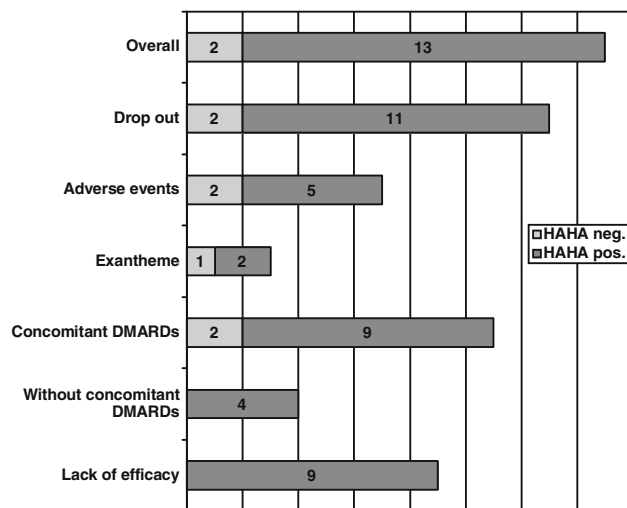 Overall
2
13
Drop out
2
11
Adverse events
2
5
HAHA neg.
HAHA pos.
Exantheme
1
2
Concomitant DMARDs
2
9
Without concomitant
DMARDs
4
Lack of efficacy
9